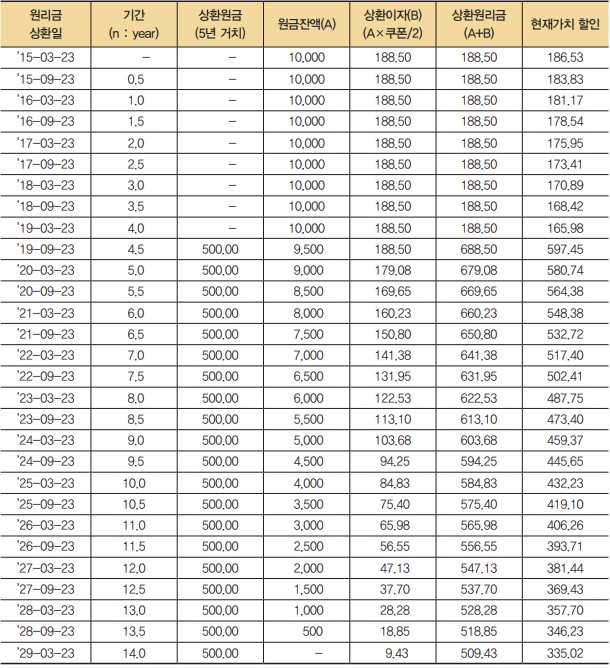 원리금 상환일 기간 (n : year) 상환원금 (5년 거치) 원금잔액(A) 상환이자(B) (A×쿠폰/2) 상환원리금 (A+B) 현재가치 할인
'15-03-23 – – 10,000 188.50 188.50 186.53
'15-09-23 0.5 – 10,000 188.50 188.50 183.83
'16-03-23 1.0 – 10,000 188.50 188.50 181.17
'16-09-23 1.5 – 10,000 188.50 188.50 178.54
'17-03-23 2.0 – 10,000 188.50 188.50 175.95
'17-09-23 2.5 – 10,000 188.50 188.50 173.41
'18-03-23 3.0 – 10,000 188.50 188.50 170.89
'18-09-23 3.5 – 10,000 188.50 188.50 168.42
'19-03-23 4.0 – 10,000 188.50 188.50 165.98
'19-09-23 4.5 500.00 9,500 188.50 688.50 597.45
'20-03-23 5.0 500.00 9,000 179.08 679.08 580.74
'20-09-23 5.5 500.00 8,500 169.65 669.65 564.38
'21-03-23 6.0 500.00 8,000 160.23 660.23 548.38
'21-09-23 6.5 500.00 7,500 150.80 650.80 532.72
'22-03-23 7.0 500.00 7,000 141.38 641.38 517.40
'22-09-23 7.5 500.00 6,500 131.95 631.95 502.41
'23-03-23 8.0 500.00 6,000 122.53 622.53 487.75
'23-09-23 8.5 500.00 5,500 113.10 613.10 473.40
'24-03-23 9.0 500.00 5,000 103.68 603.68 459.37
'24-09-23 9.5 500.00 4,500 94.25 594.25 445.65
'25-03-23 10.0 500.00 4,000 84.83 584.83 432.23
'25-09-23 10.5 500.00 3,500 75.40 575.40 419.10
'26-03-23 11.0 500.00 3,000 65.98 565.98 406.26
'26-09-23 11.5 500.00 2,500 56.55 556.55 393.71
'27-03-23 12.0 500.00 2,000 47.13 547.13 381.44
'27-09-23 12.5 500.00 1,500 37.70 537.70 369.43
'28-03-23 13.0 500.00 1,000 28.28 528.28 357.70
'28-09-23 13.5 500.00 500 18.85 518.85 346.23
'29-03-23 14.0 500.00 – 9.43 509.43 335.02